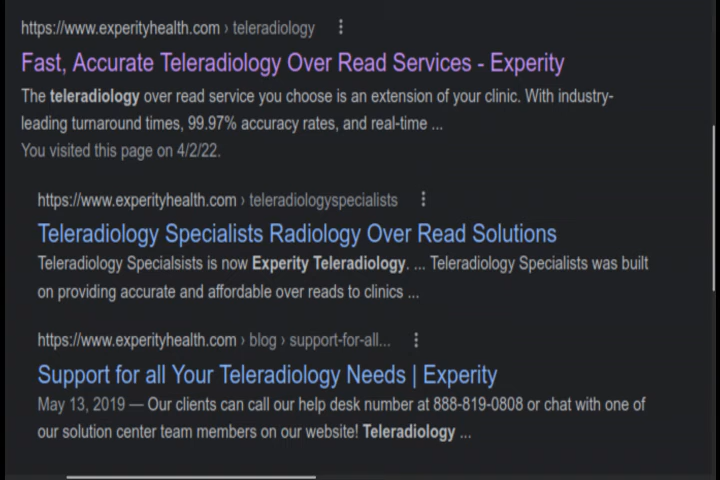 https://www.experityhealth.com › teleradiology
Fast, Accurate Teleradiology Over Read Services - Experity
The teleradiology over read service you choose is an extension of your clinic. With industry-
leading turnaround times, 99.97% accuracy rates, and real-time ...
You visited this page on 4/2/22.
https://www.experityhealth.com › teleradiologyspecialists
Teleradiology Specialists Radiology Over Read Solutions
Teleradiology Specialsists is now Experity Teleradiology. ... Teleradiology Specialists was built
on providing accurate and affordable over reads to clinics ...
https://www.experityhealth.com › blog › support-for-all...
Support for all Your Teleradiology Needs | Experity
May 13, 2019 — Our clients can call our help desk number at 888-819-0808 or chat with one of
our solution center team members on our website! Teleradiology ...